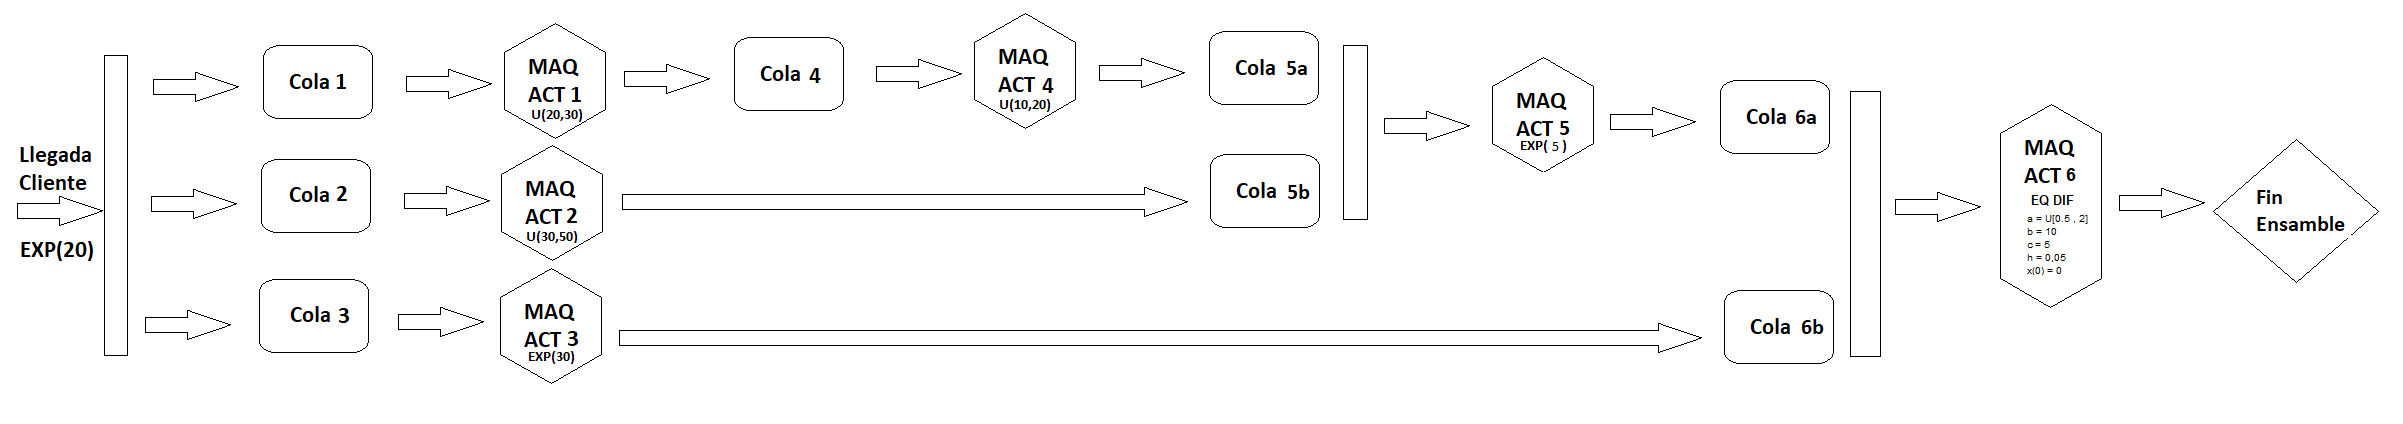 Llegada
Cliente
EXP(20)
Cola 1
MAQ
ACT 1
U(20,30)
Cola 4
MAQ
ACT 4
U(10,20)
Cola 5a
Cola 2
MAQ
ACT 2
U(30,50)
Cola 5b
Cola 3
MAQ
ACT 3
EXP(30)
MAQ
ACT 5
EXP( 5 )
Cola 6a
Cola 6b
MAQ
ACT 6
EQ DIF
a = U[0.5 , 2]
b = 10
c = 5
h = 0,05
x(0) = 0
Fin
Ensamble